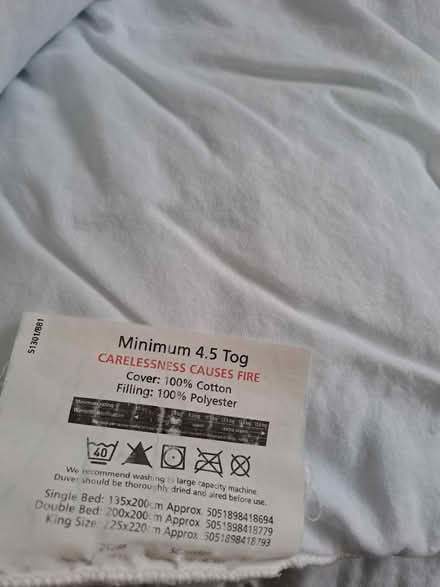 S1301/BB1
Minimum 4.5 Tog
CARELESSNESS CAUSES FIRE
Cover: 100% Cotton
Filling: 100% Polyester
40
We recommend washing in large capacity machine.
Duvet should be thoroughly dried and aired before use.
Single Bed: 135x200cm Approx. 5051898418694
Double Bed: 200x200cm Approx. 5051898418779
King Size: 225x220cm Approx. 5051898418793